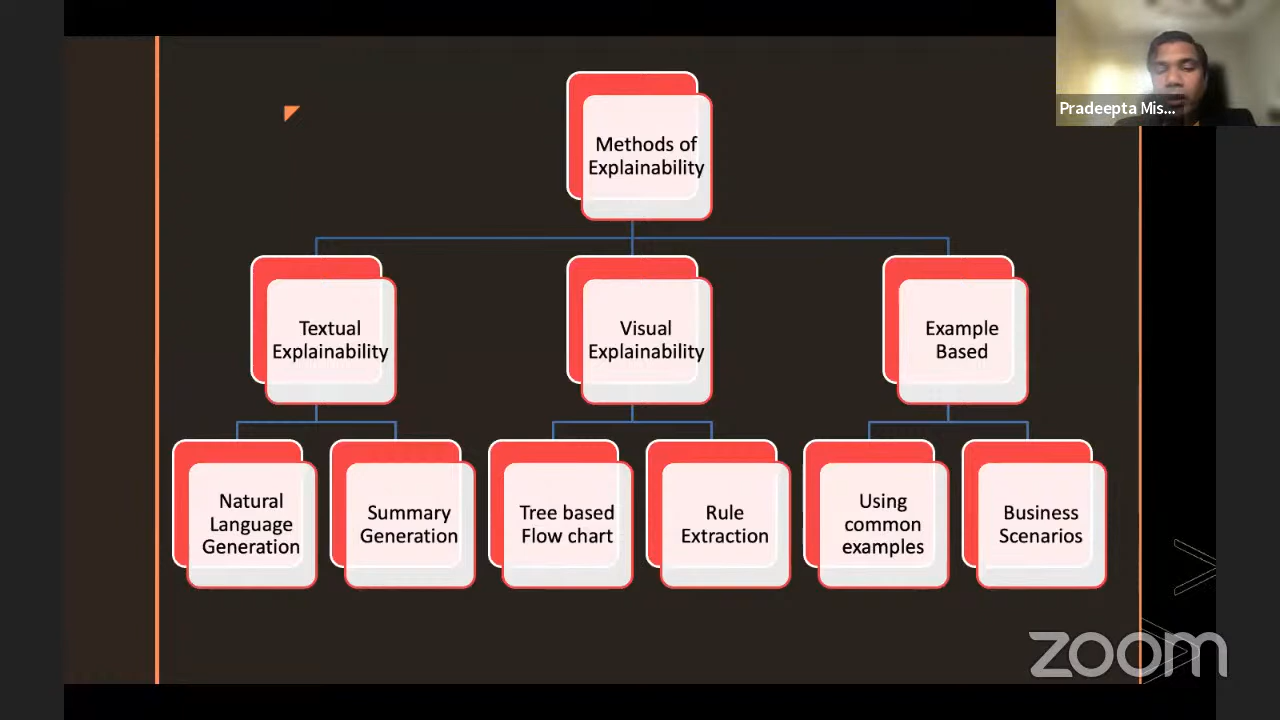 Pradeepta Mis...
Methods of
Explainability
Textual
Explainability
Visual
Explainability
Example
Based
Natural
Language
Generation
Summary
Generation
Tree based
Flow chart
Rule
Extraction
Using
common
examples
Business
Scenarios
zoom